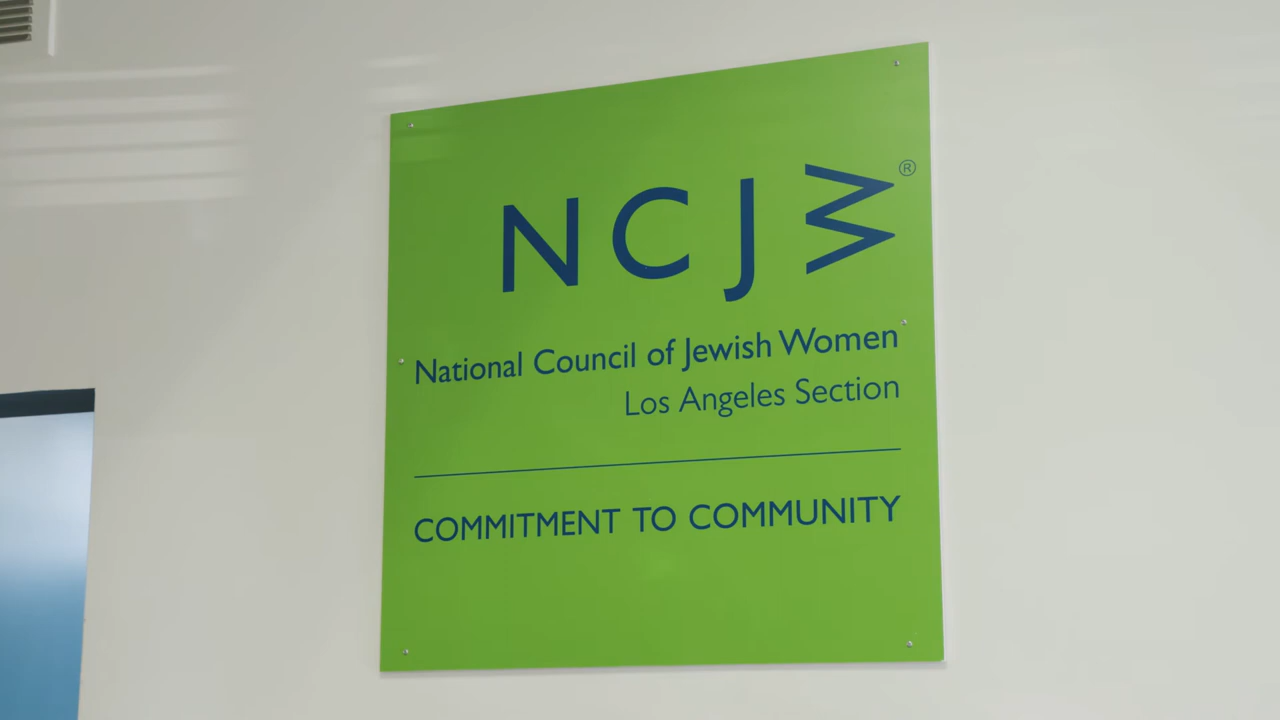 NCJW®
National Council of Jewish Women
Los Angeles Section
COMMITMENT TO COMMUNITY